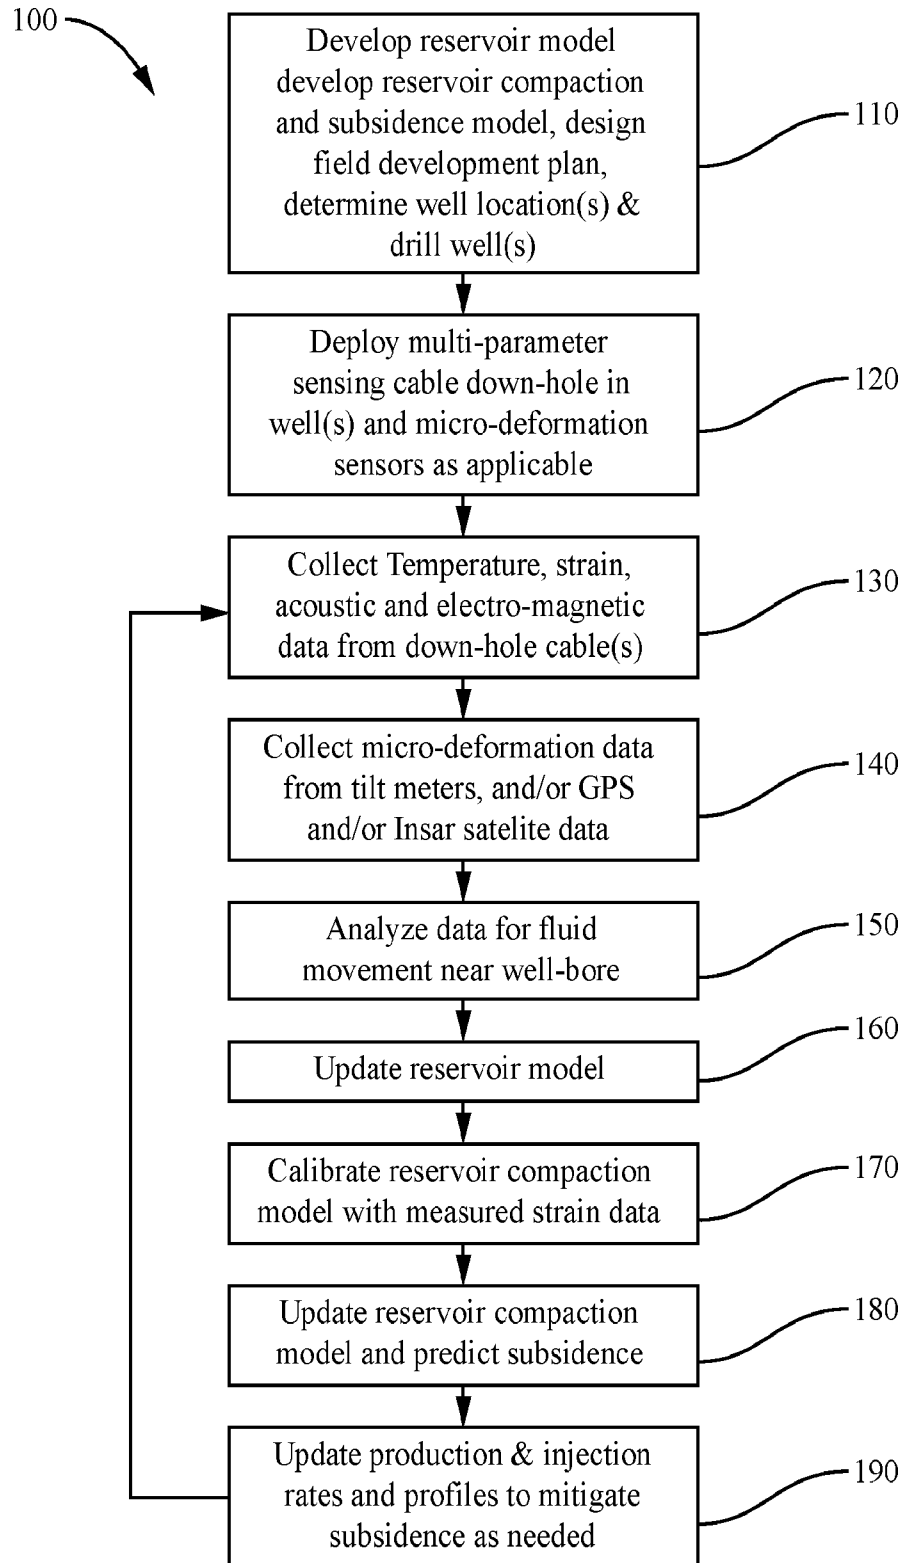 100
Develop reservoir model
develop reservoir compaction
and subsidence model, design
field development plan,
determine well location(s) &
drill well(s)
110
Deploy multi-parameter
sensing cable down-hole in
well(s) and micro-deformation
sensors as applicable
120
Collect Temperature, strain,
acoustic and electro-magnetic
data from down-hole cable(s)
130
Collect micro-deformation data
from tilt meters, and/or GPS
and/or Insar satelite data
140
Analyze data for fluid
movement near well-bore
150
Update reservoir model
160
Calibrate reservoir compaction
model with measured strain data
170
Update reservoir compaction
model and predict subsidence
180
Update production & injection
rates and profiles to mitigate
subsidence as needed
190